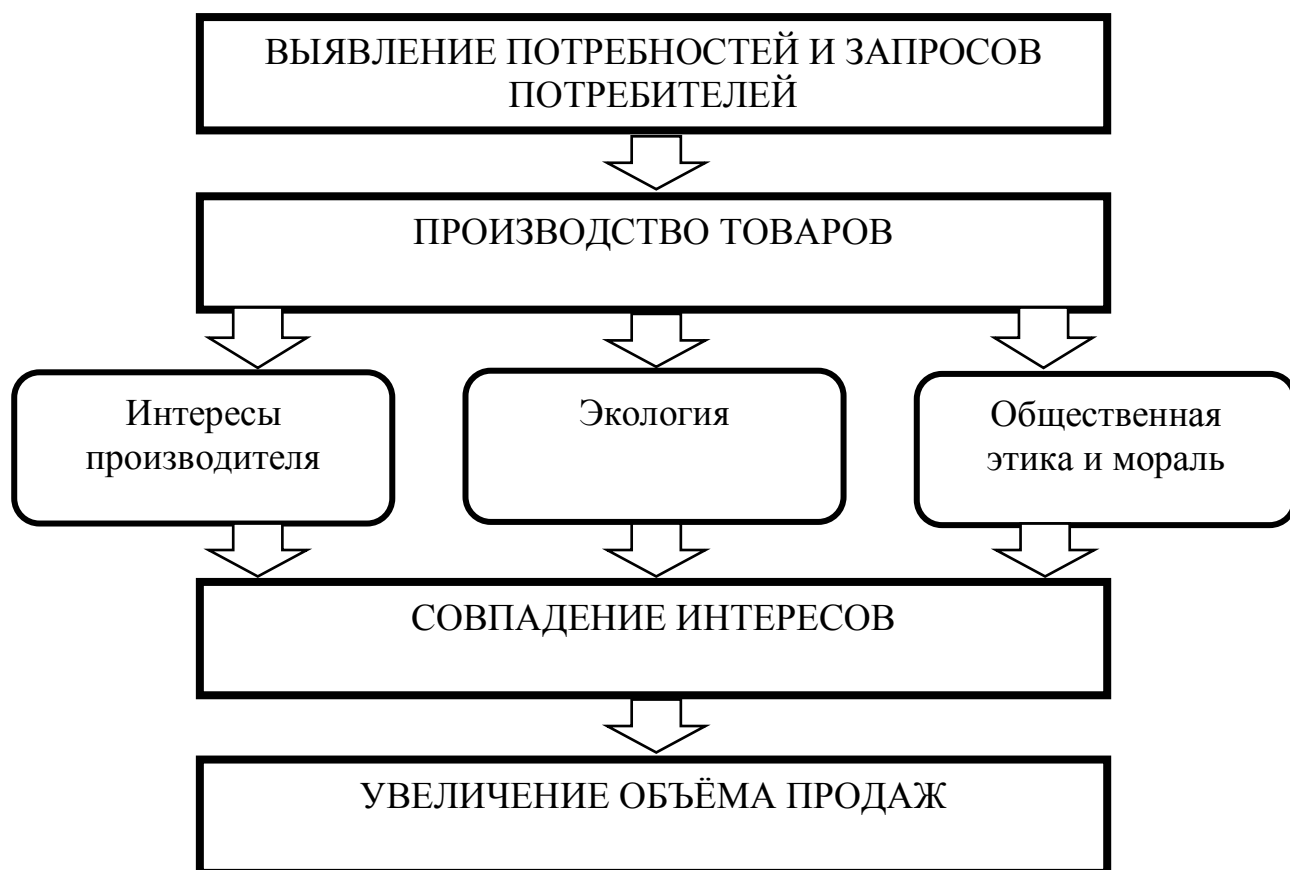 ВЫЯВЛЕНИЕ ПОТРЕБНОСТЕЙ И ЗАПРОСОВ
ПОТРЕБИТЕЛЕЙ
ПРОИЗВОДСТВО ТОВАРОВ
Интересы
производителя
Экология
Общественная
этика и мораль
СОВПАДЕНИЕ ИНТЕРЕСОВ
УВЕЛИЧЕНИЕ ОБЪЁМА ПРОДАЖ